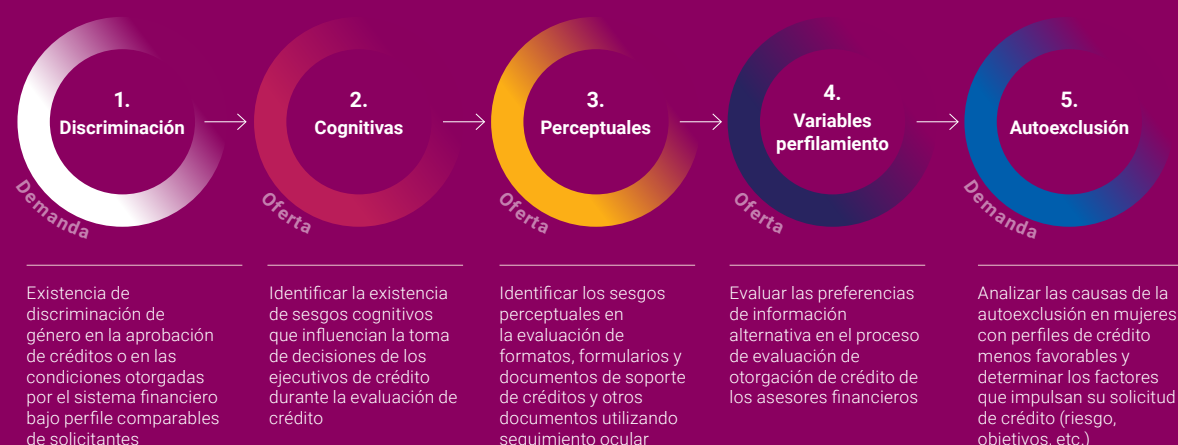 1.
Discriminación
Demanda
2.
Cognitivas
Oferta
3.
Perceptuales
Oferta
4.
Variables
perfilamiento
Oferta
5.
Autoexclusión
Demanda
Existencia de
discriminación de
género en la aprobación
de créditos o en las
condiciones otorgadas
por el sistema financiero
bajo perfile comparables
de solicitantes
Identificar la existencia
de sesgos cognitivos
que influencian la toma
de decisiones de los
ejecutivos de crédito
durante la evaluación de
crédito
Identificar los sesgos
perceptuales en
la evaluación de
formatos, formularios y
documentos de soporte
de créditos y otros
documentos utilizando
seguimiento ocular
Evaluar las preferencias
de información
alternativa en el proceso
de evaluación de
otorgación de crédito de
los asesores financieros
Analizar las causas de la
autoexclusión en mujeres
con perfiles de crédito
menos favorables y
determinar los factores
que impulsan su solicitud
de crédito (riesgo,
objetivos, etc.)